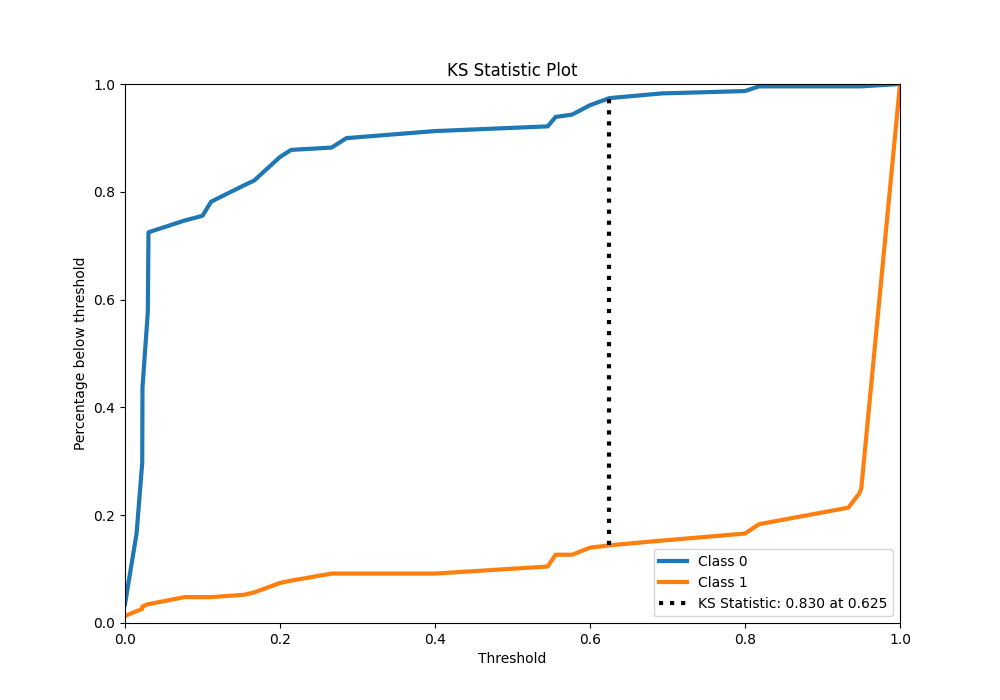 KS Statistic Plot
1.0
0.8
0.6
0.4
0.2
0.0
Percentage below threshold
0.0 0.2 0.4 0.6 0.8 1.0
Threshold
Class 0
Class 1
KS Statistic: 0.830 at 0.625